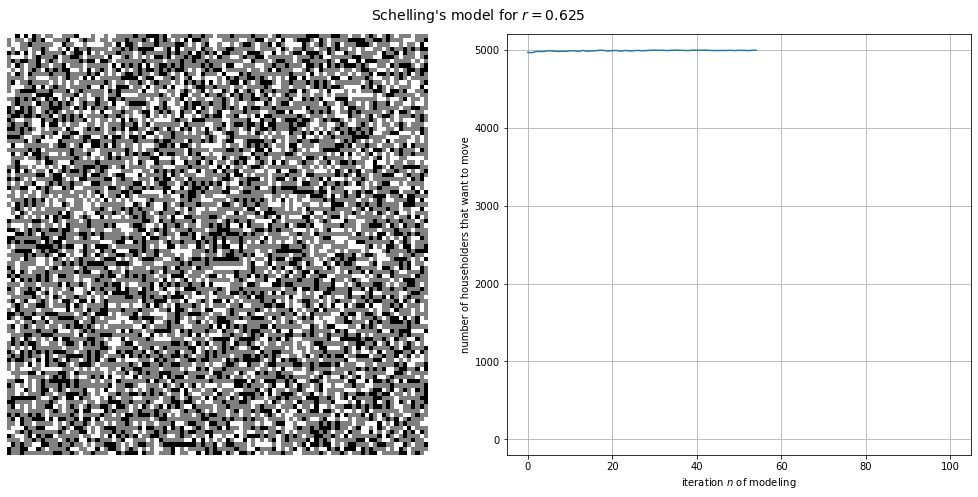 Schelling's model for r = 0.625
number of householders that want to move
5000
4000
3000
2000
1000
0
0 20 40 60 80 100
iteration n of modeling